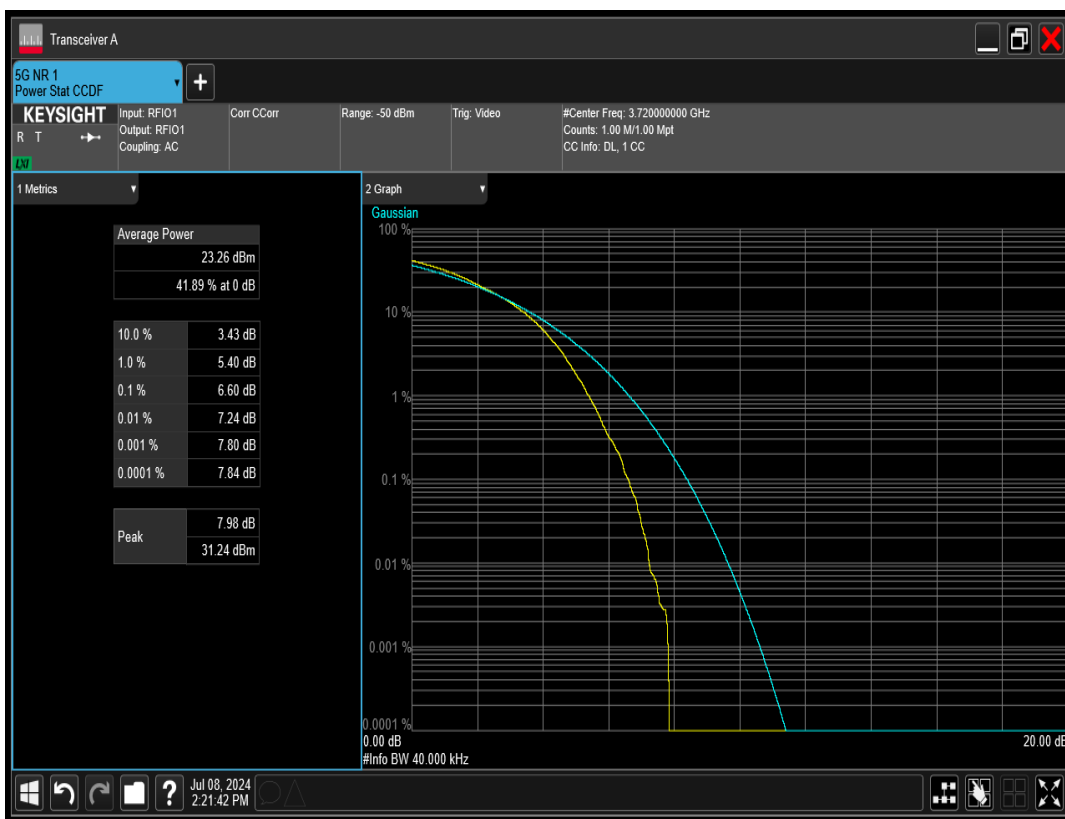 Transceiver A
5G NR 1
Power Stat CCDF
KEYSIGHT
R T
LXI
Input: RFIO1
Output: RFIO1
Coupling: AC
Corr CCorr
Range: -50 dBm
Trig: Video
#Center Freq: 3.720000000 GHz
Counts: 1.00 M/1.00 Mpt
CC Info: DL, 1 CC
1 Metrics
Average Power
23.26 dBm
41.89 % at 0 dB
10.0 % 3.43 dB
1.0 % 5.40 dB
0.1 % 6.60 dB
0.01 % 7.24 dB
0.001 % 7.80 dB
0.0001 % 7.84 dB
Peak
7.98 dB
31.24 dBm
2 Graph
Gaussian
100 %
10 %
1 %
0.1 %
0.01 %
0.001 %
0.0001 %
0.00 dB
20.00 dB
#Info BW 40.000 kHz
?
Jul 08, 2024
2:21:42 PM